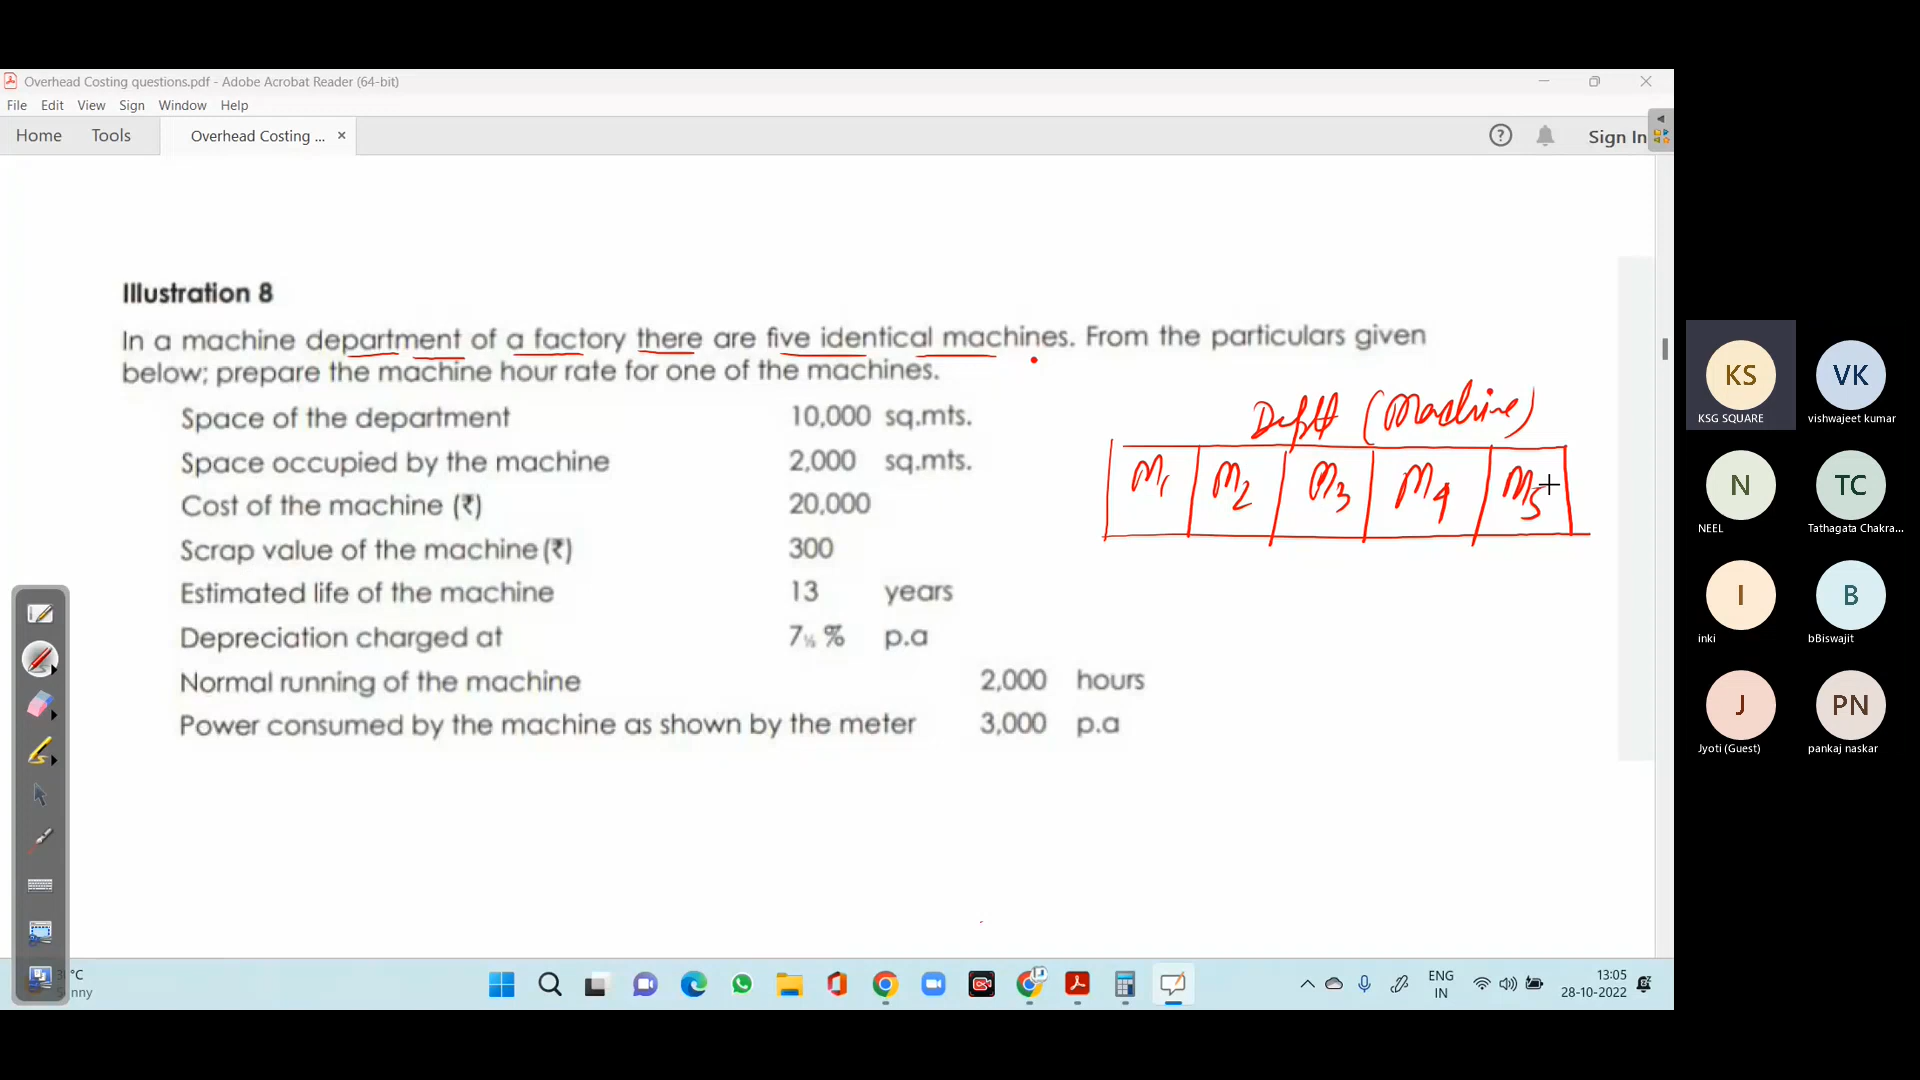 Overhead Costing questions.pdf - Adobe Acrobat Reader (64-bit)
File Edit View Sign Window Help
Home Tools Overhead Costing ... × Sign In
Illustration 8
In a machine department of a factory there are five identical machines. From the particulars given
below; prepare the machine hour rate for one of the machines.
Space of the department 10,000 sq.mts.
Space occupied by the machine 2,000 sq.mts.
Cost of the machine (₹) 20,000
Scrap value of the machine (₹) 300
Estimated life of the machine 13 years
Depreciation charged at 7½ % p.a
Normal running of the machine 2,000 hours
Power consumed by the machine as shown by the meter 3,000 p.a
Deptt (Machine)
M1 M2 M3 M4 M5
KS
KSG SQUARE
VK
vishwajeet kumar
N
NEEL
TC
Tathagata Chakra...
I
inki
B
bBiswajit
J
Jyoti (Guest)
PN
pankaj naskar
°C
nny
ENG
IN
13:05
28-10-2022